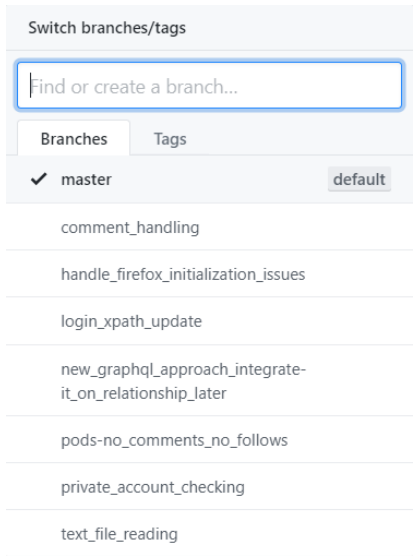 Switch branches/tags
Find or create a branch...
Branches Tags
master default
comment_handling
handle_firefox_initialization_issues
login_xpath_update
new_graphql_approach_integrate-
it_on_relationship_later
pods-no_comments_no_follows
private_account_checking
text_file_reading